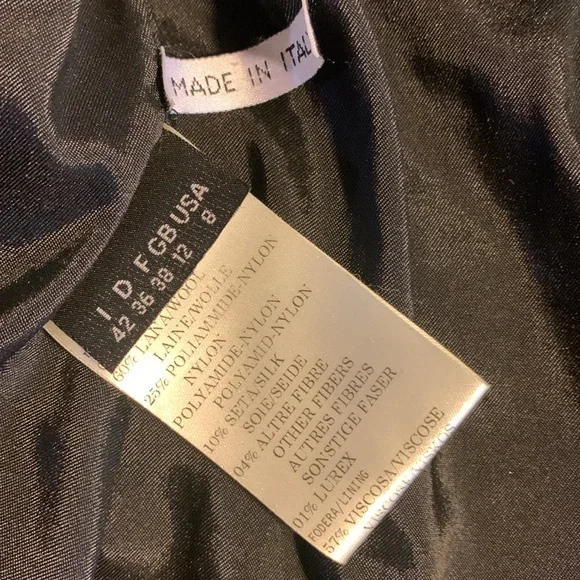 MADE IN ITAL
I D F GB USA
42 36 38 12 8
60% LANA/WOOL
LAINE/WOLLE
25% POLIAMMIDE-NYLON
NYLON
POLYAMIDE-NYLON
POLYAMID-NYLON
10% SETA/SILK
SOIE/SEIDE
04% ALTRE FIBRE
OTHER FIBERS
AUTRES FIBRES
SONSTIGE FASER
01% LUREX
FODERA/LINING
57% VISCOSA/VISCOSE